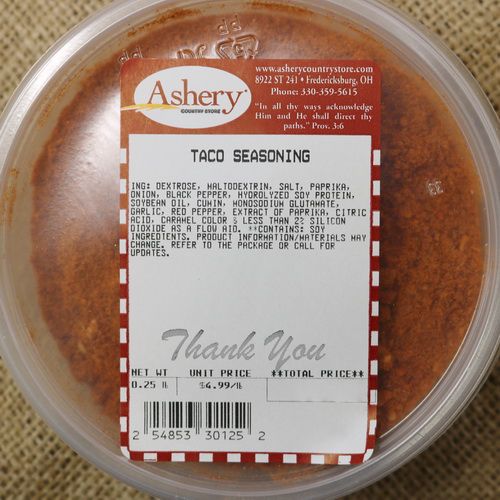 www.asherycountrystore.com
8922 ST 241 • Fredericksburg, OH
Phone: 330-359-5615
Ashery
COUNTRY STORE
"In all thy ways acknowledge
Him and He shall direct thy
paths." Prov. 3:6
TACO SEASONING
ING: DEXTROSE, MALTODEXTRIN, SALT, PAPRIKA,
ONION, BLACK PEPPER, HYDROLYZED SOY PROTEIN,
SOYBEAN OIL, CUMIN, MONOSODIUM GLUTAMATE,
GARLIC, RED PEPPER, EXTRACT OF PAPRIKA, CITRIC
ACID, CARAMEL COLOR & LESS THAN 2% SILICON
DIOXIDE AS A FLOW AID. **CONTAINS: SOY
INGREDIENTS. PRODUCT INFORMATION/MATERIALS MAY
CHANGE. REFER TO THE PACKAGE OR CALL FOR
UPDATES.
Thank You
NET WT UNIT PRICE **TOTAL PRICE**
0.25 lb $4.99/lb
2 54853 30125 2